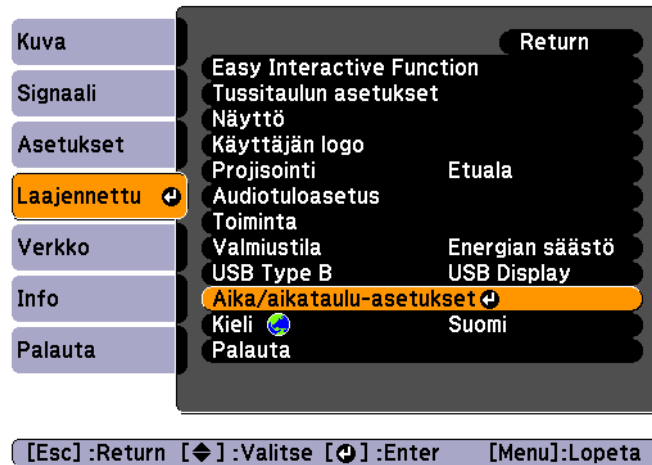 Kuva
Signaali
Asetukset
Laajennettu
Verkko
Info
Palauta
Return
Easy Interactive Function
Tussitaulun asetukset
Näyttö
Käyttäjän logo
Projisointi Etuala
Audiotuloasetus
Toiminta
Valmiustila Energian säästö
USB Type B USB Display
Aika/aikataulu-asetukset
Kieli Suomi
Palauta
[Esc] :Return [◆] :Valitse [⏎] :Enter [Menu]:Lopeta